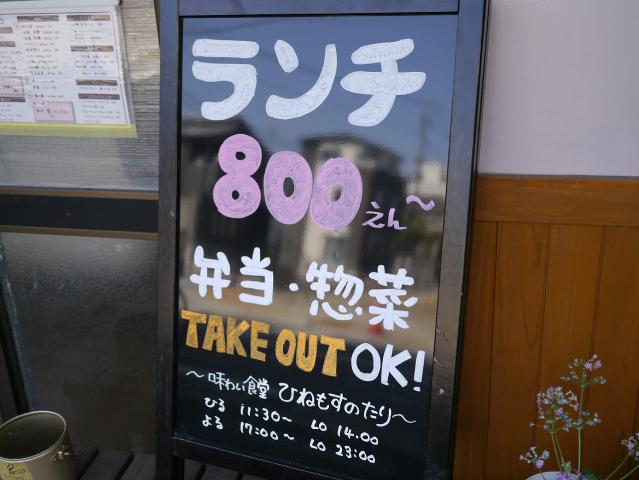 ランチ
800えん～
弁当・惣菜
TAKE OUT OK!
～味わい食堂 ひねもすのたり～
ひる 11:30～ LO 14:00
よる 17:00～ LO 23:00